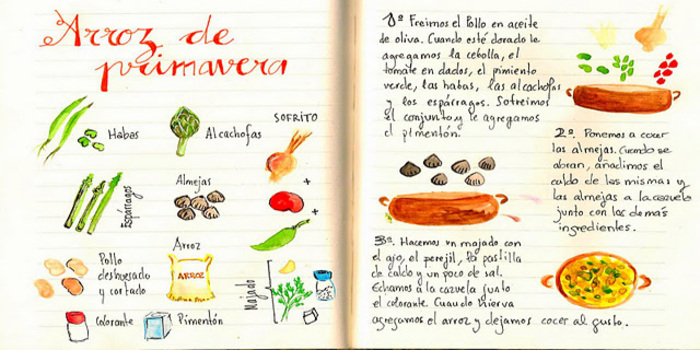 Arroz de
primavera
Habas
Alcachofas
SOFRITO
Espárragos
Almejas
+
+
Pollo
deshuesado
y cortado
Arroz
ARROZ
Majado
Colorante
Pimentón
1º Freimos el Pollo en aceite
de oliva. Cuando esté dorado le
agregamos la cebolla, el
tomate en dados, el pimiento
verde, las habas, las alcachofas
y los espárragos. Sofreimos
el conjunto y le agregamos
el pimentón.
2º. Ponemos a cocer
las almejas. Cuando se
abran, añadimos el
caldo de las mismas y
las almejas a la cazuela
junto con los demás
ingredientes.
3º. Hacemos un majado con
el ajo, el perejil, la pastilla
de caldo y un poco de sal.
Echamos a la cazuela junto
el colorante. Cuando hierva
agregamos el arroz y dejamos cocer al gusto.